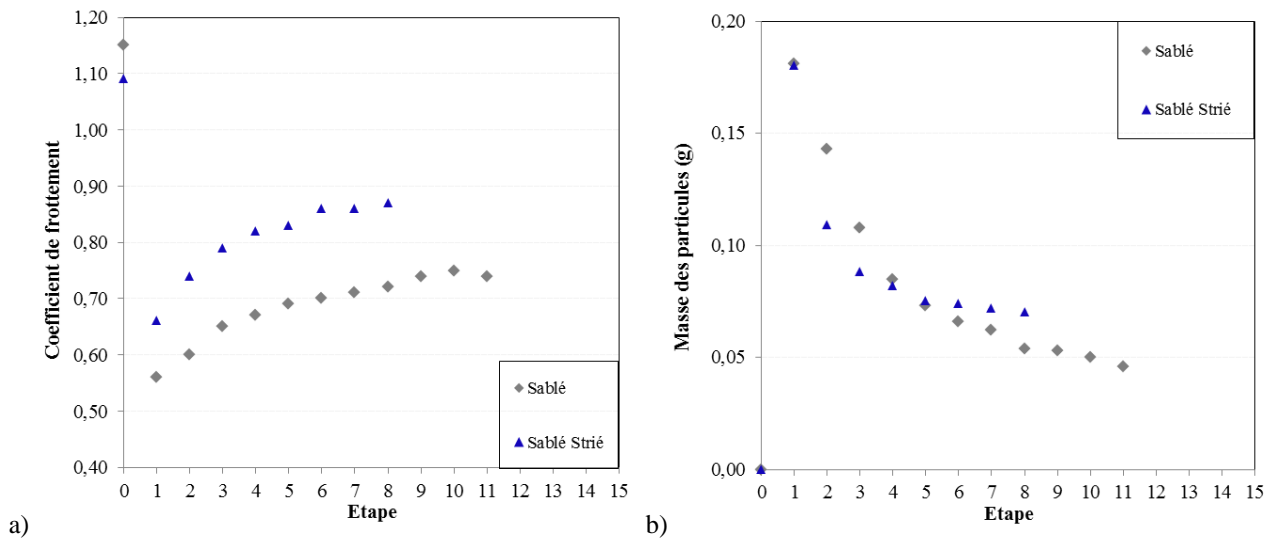 1,20
1,10
1,00
0,90
0,80
0,70
0,60
0,50
0,40
Coefficient de frottement
0 1 2 3 4 5 6 7 8 9 10 11 12 13 14 15
Etape
Sablé
Sablé Strié
a)
0,20
0,15
0,10
0,05
0,00
Masse des particules (g)
0 1 2 3 4 5 6 7 8 9 10 11 12 13 14 15
Etape
Sablé
Sablé Strié
b)